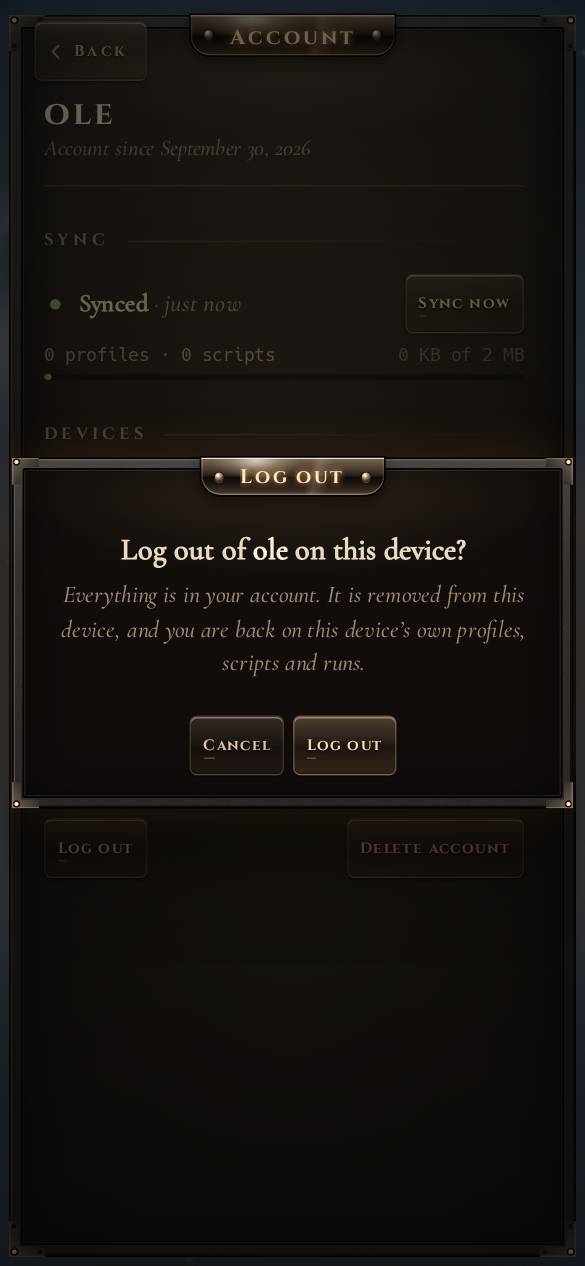 Account
Back
OLE
Account since September 30, 2026
SYNC
Synced · just now
Sync now
0 profiles · 0 scripts
0 KB of 2 MB
DEVICES
Log out
Log out of ole on this device?
Everything is in your account. It is removed from this
device, and you are back on this device’s own profiles,
scripts and runs.
Cancel
Log out
Log out
Delete account